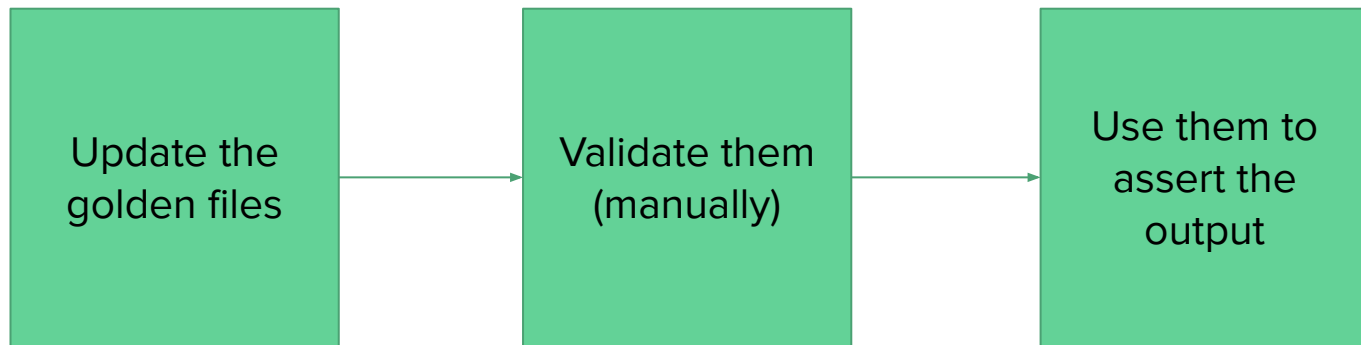 Update the
golden files
Validate them
(manually)
Use them to
assert the
output